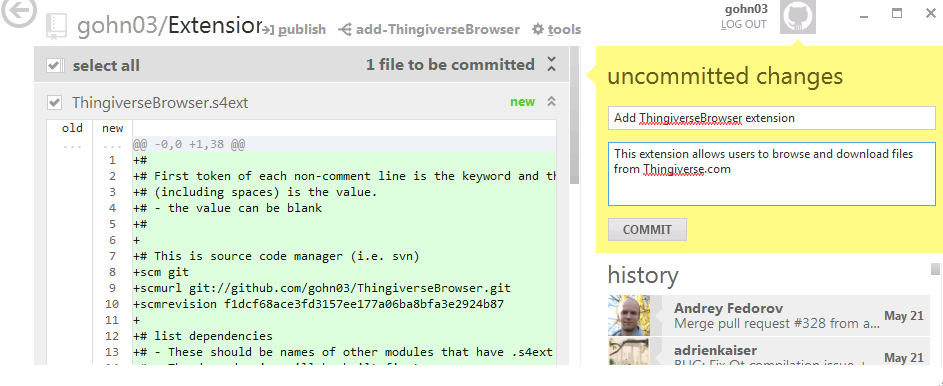 gohn03/Extension
publish
add-ThingiverseBrowser
tools
gohn03
LOG OUT
select all
1 file to be committed
ThingiverseBrowser.s4ext
new
old new
... ... @@ -0,0 +1,38 @@
1 +#
2 +# First token of each non-comment line is the keyword and th
3 +# (including spaces) is the value.
4 +# - the value can be blank
5 +#
6 +
7 +# This is source code manager (i.e. svn)
8 +scm git
9 +scmurl git://github.com/gohn03/ThingiverseBrowser.git
10 +scmrevision f1dcf68ace3fd3157ee177a06ba8bfa3e2924b87
11 +
12 +# list dependencies
13 +# - These should be names of other modules that have .s4ext
uncommitted changes
Add ThingiverseBrowser extension
This extension allows users to browse and download files
from Thingiverse.com
COMMIT
history
Andrey Fedorov
Merge pull request #328 from a...
May 21
adrienkaiser
BUG: Fix Qt compilation issue
May 21